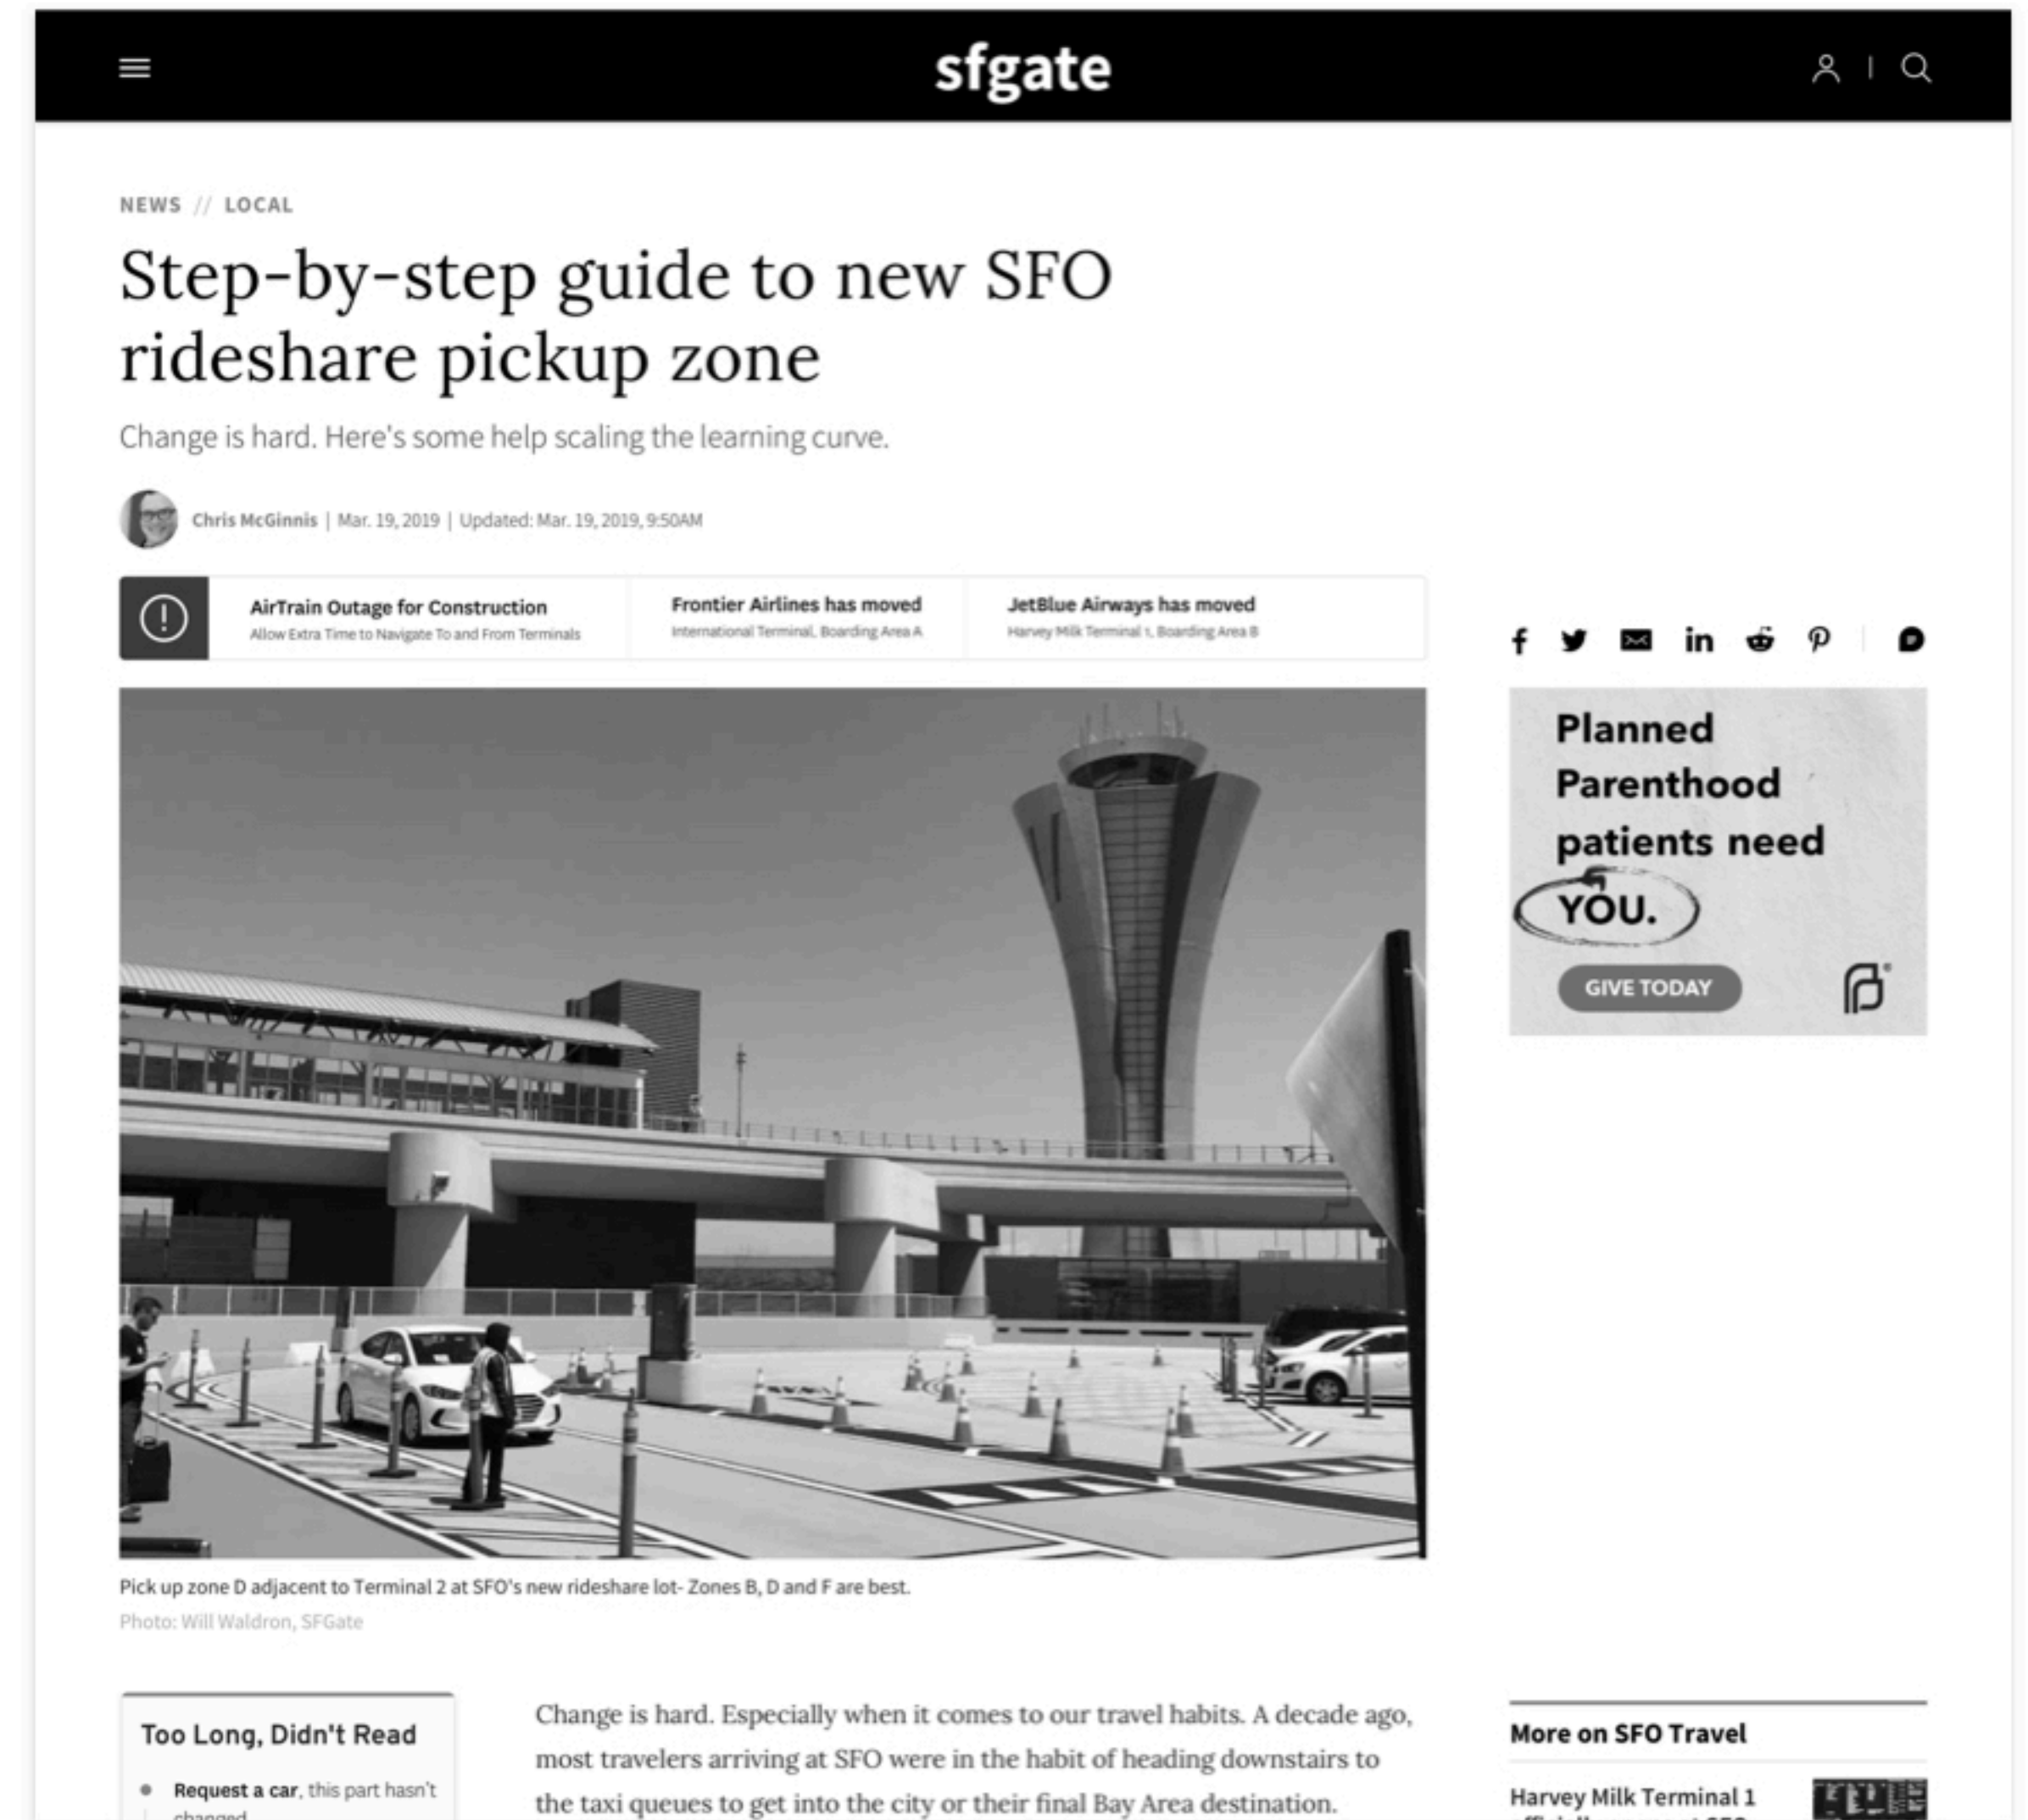 sfgate
NEWS // LOCAL
Step-by-step guide to new SFO
rideshare pickup zone
Change is hard. Here's some help scaling the learning curve.
Chris McGinnis | Mar. 19, 2019 | Updated: Mar. 19, 2019, 9:50AM
AirTrain Outage for Construction
Allow Extra Time to Navigate To and From Terminals
Frontier Airlines has moved
International Terminal, Boarding Area A
JetBlue Airways has moved
Harvey Milk Terminal 1, Boarding Area B
Planned
Parenthood
patients need
YOU.
GIVE TODAY
Pick up zone D adjacent to Terminal 2 at SFO's new rideshare lot- Zones B, D and F are best.
Photo: Will Waldron, SFGate
Too Long, Didn't Read
Request a car, this part hasn't
changed
Change is hard. Especially when it comes to our travel habits. A decade ago,
most travelers arriving at SFO were in the habit of heading downstairs to
the taxi queues to get into the city or their final Bay Area destination.
More on SFO Travel
Harvey Milk Terminal 1